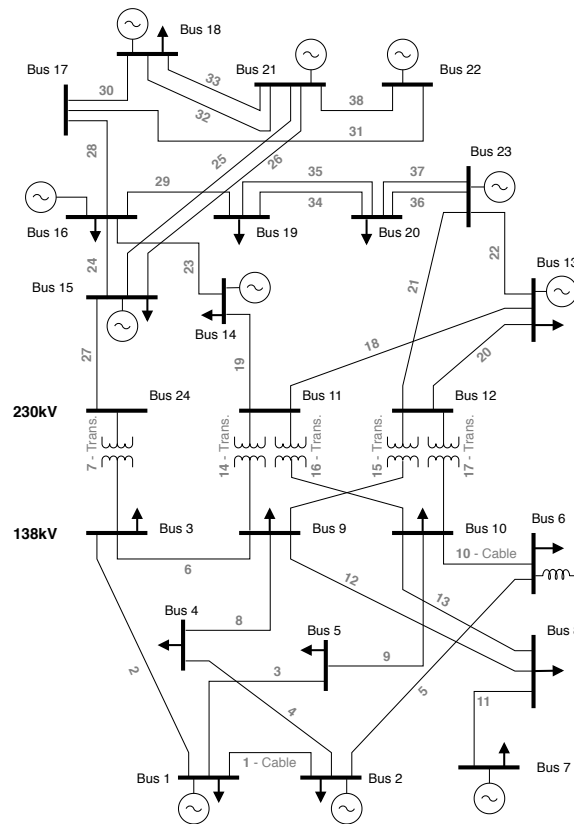 Bus 18
Bus 17
Bus 21
Bus 22
33
30
38
32
31
28
25
26
Bus 23
35
37
29
34
36
Bus 16
Bus 19
Bus 20
22
24
23
21
Bus 13
Bus 15
Bus 14
18
20
27
19
Bus 24
Bus 11
Bus 12
230kV
7 - Trans.
14 - Trans.
16 - Trans.
15 - Trans.
17 - Trans.
138kV
Bus 3
Bus 9
Bus 10
Bus 6
10 - Cable
6
12
13
Bus 4
8
Bus 5
Bus
2
3
9
4
5
11
1 - Cable
Bus 1
Bus 2
Bus 7